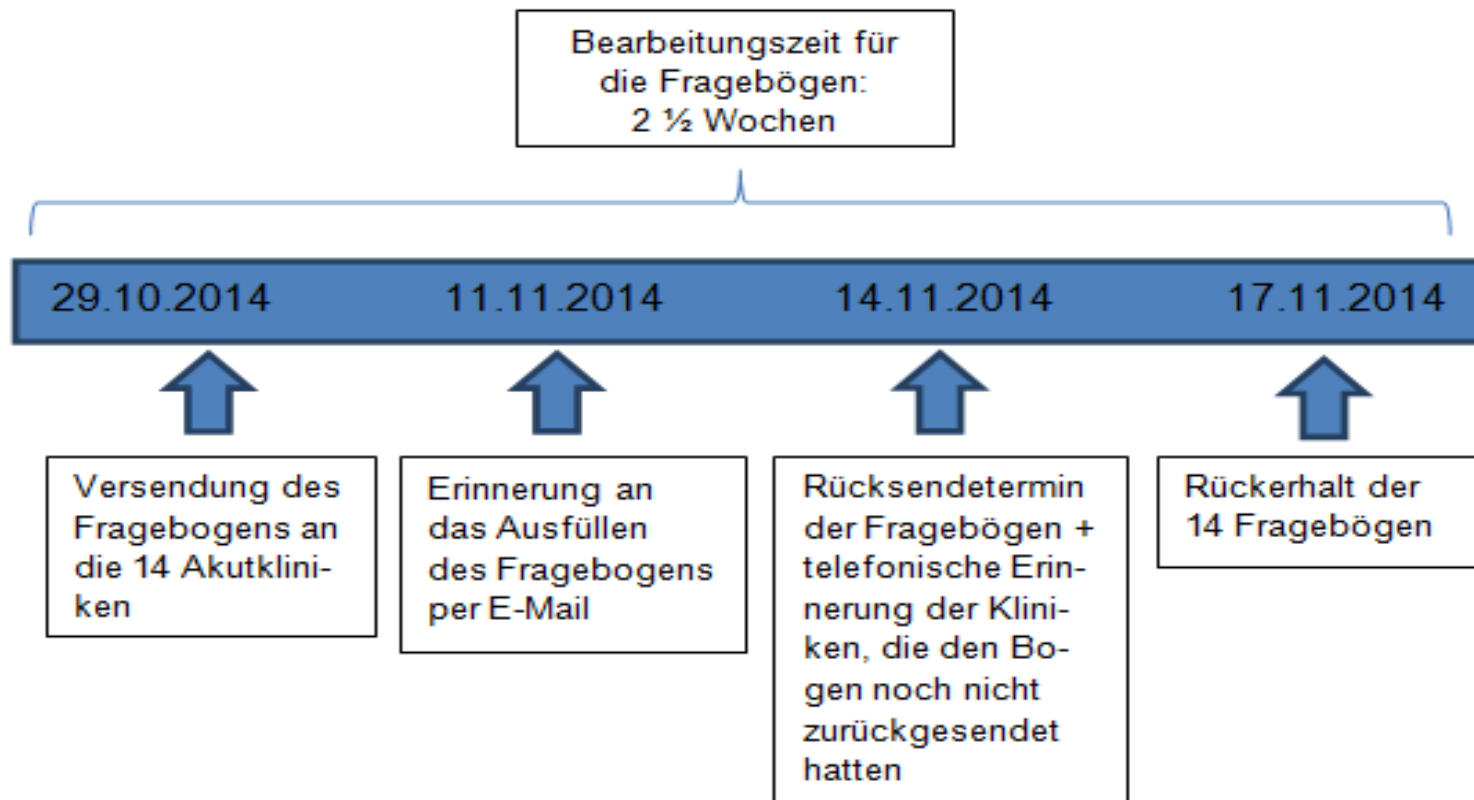 Bearbeitungszeit für
die Fragebögen:
2 ½ Wochen
29.10.2014 11.11.2014 14.11.2014 17.11.2014
Versendung des
Fragebogens an
die 14 Akutklini-
ken
Erinnerung an
das Ausfüllen
des Fragebogens
per E-Mail
Rücksendetermin
der Fragebögen +
telefonische Erin-
nerung der Klini-
ken, die den Bo-
gen noch nicht
zurückgesendet
hatten
Rückerhalt der
14 Fragebögen